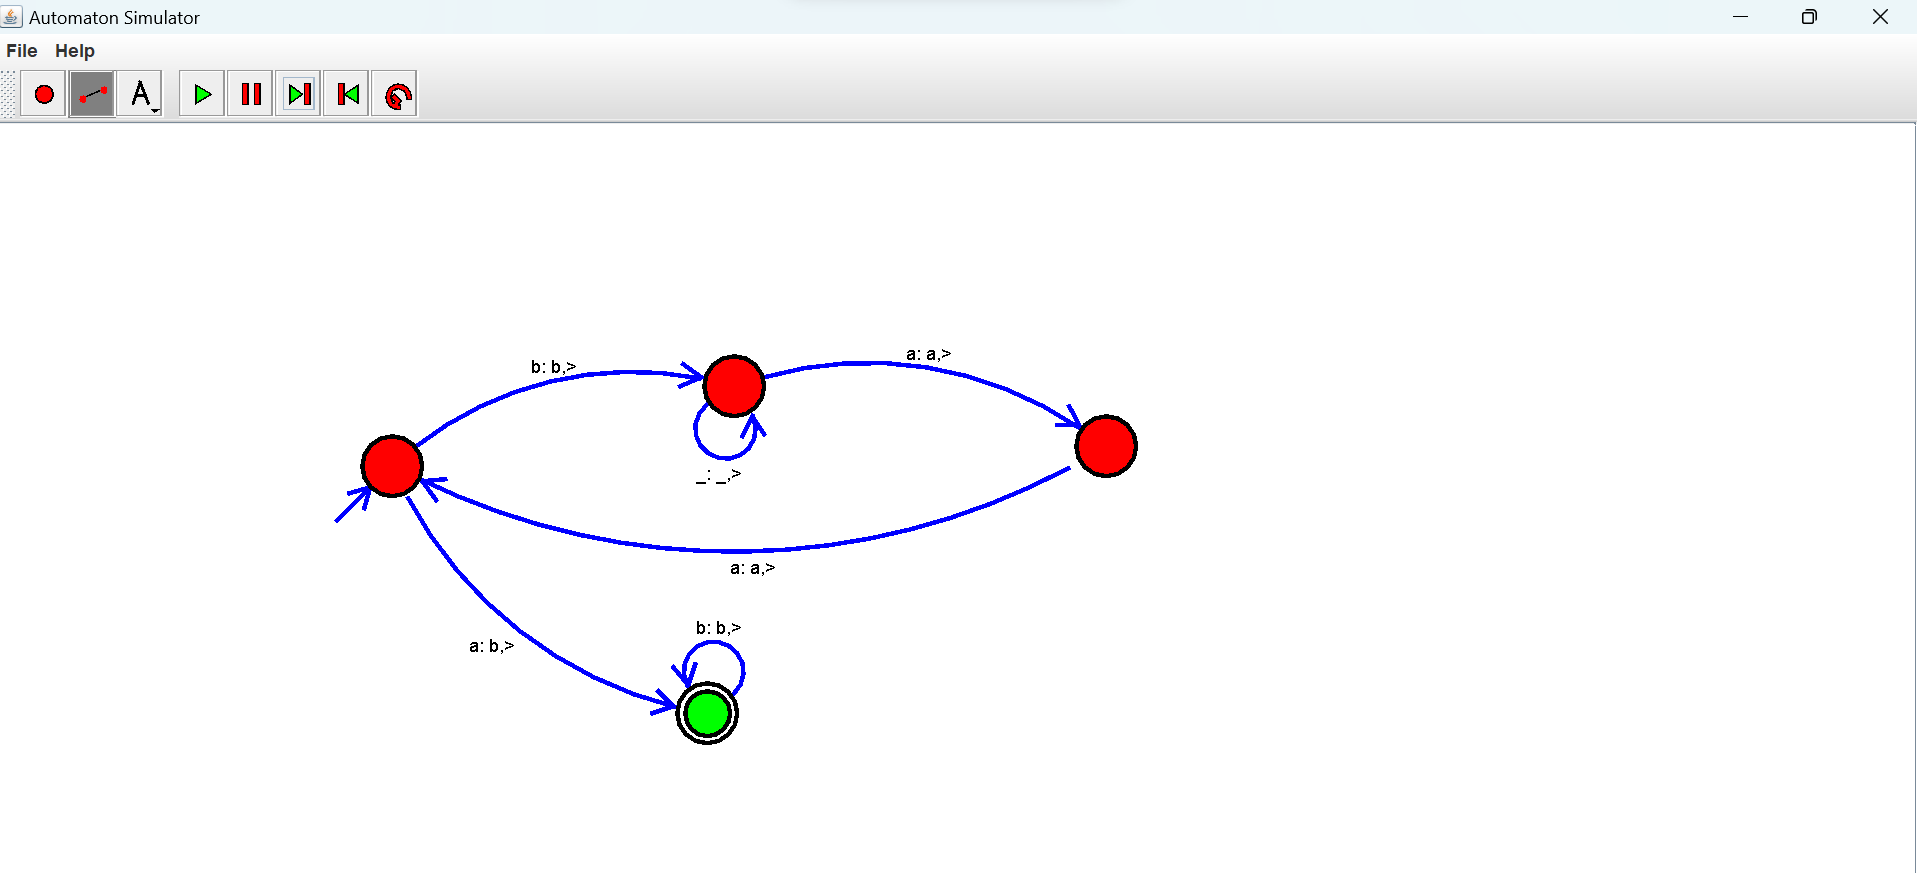 Automaton Simulator
File Help
A
a: a,>
b: b,>
_: _,>
a: a,>
b: b,>
a: b,>